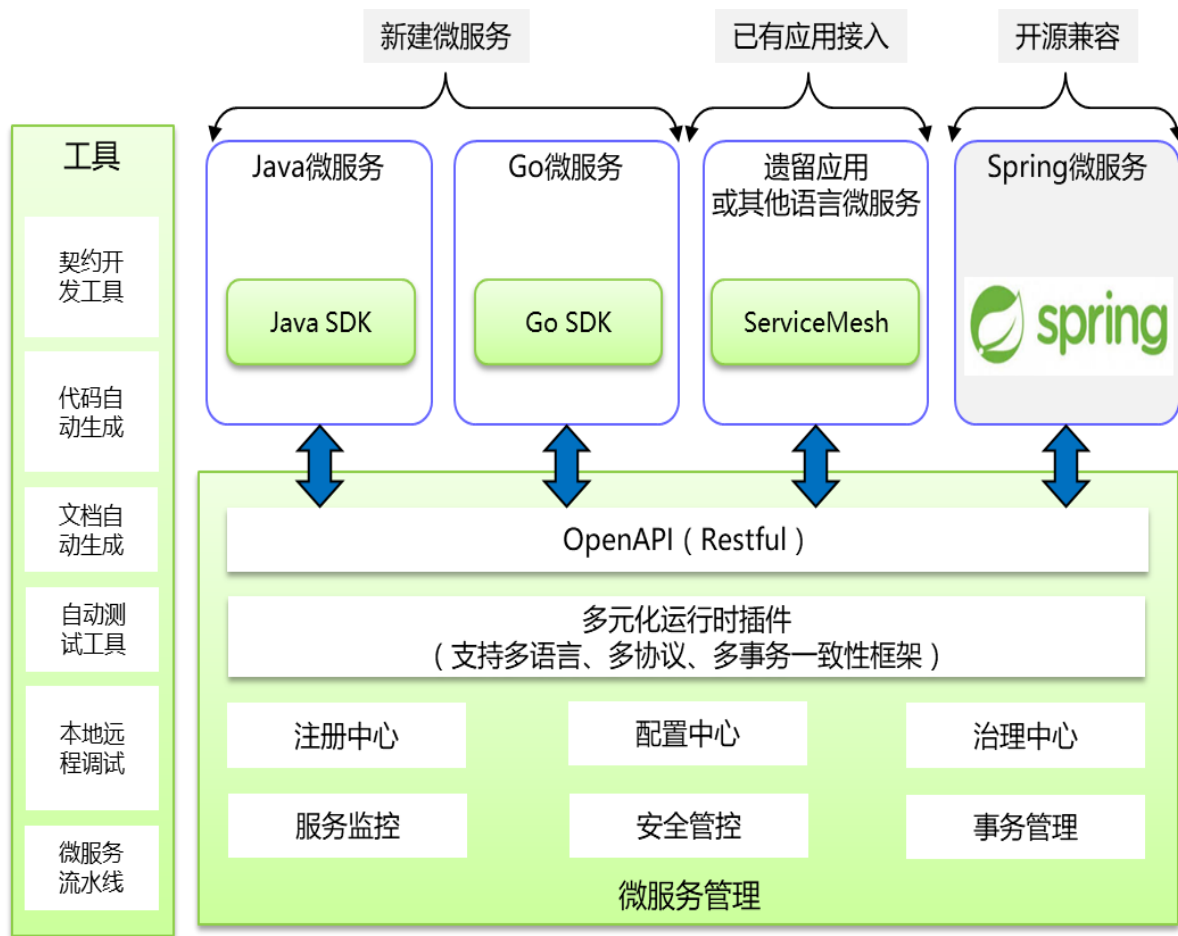 新建微服务
已有应用接入
开源兼容
工具
契约开
发工具
代码自
动生成
文档自
动生成
自动测
试工具
本地远
程调试
微服务
流水线
Java微服务
Java SDK
Go微服务
Go SDK
遗留应用
或其他语言微服务
ServiceMesh
Spring微服务
spring
OpenAPI（Restful）
多元化运行时插件
（支持多语言、多协议、多事务一致性框架）
注册中心
配置中心
治理中心
服务监控
安全管控
事务管理
微服务管理